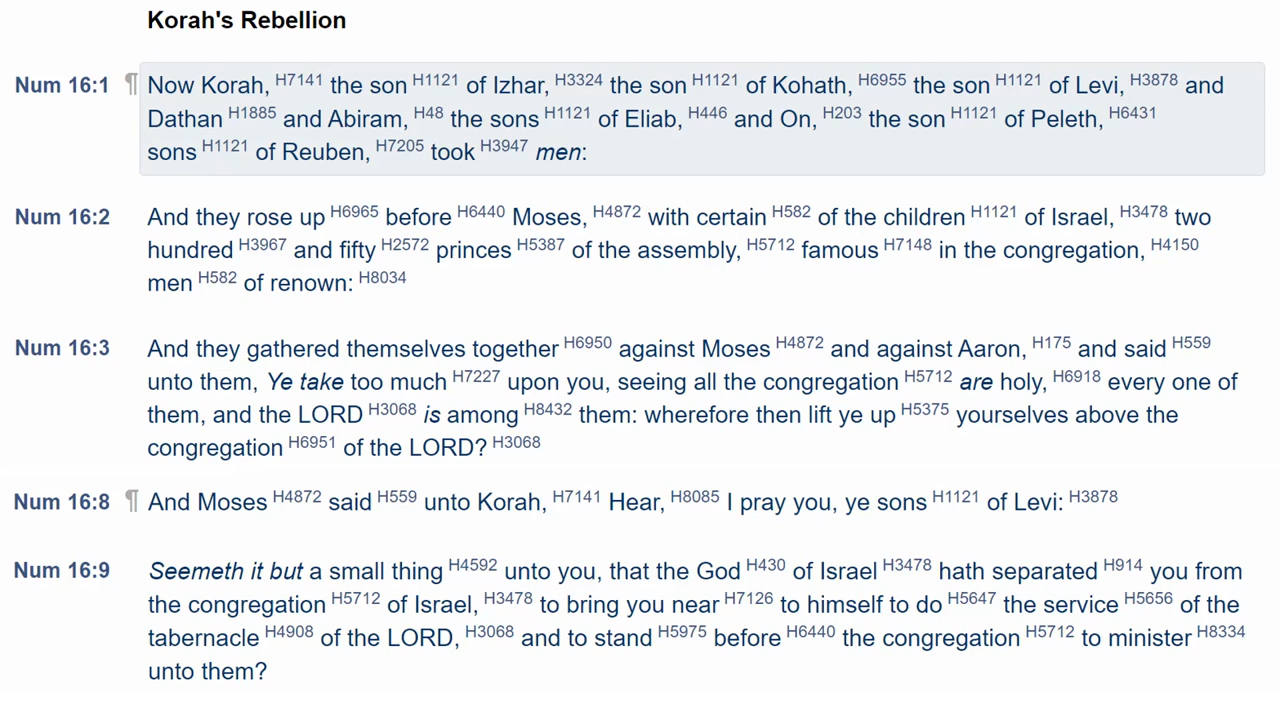 Korah's Rebellion
Num 16:1 ¶ Now Korah, H7141 the son H1121 of Izhar, H3324 the son H1121 of Kohath, H6955 the son H1121 of Levi, H3878 and
Dathan H1885 and Abiram, H48 the sons H1121 of Eliab, H446 and On, H203 the son H1121 of Peleth, H6431
sons H1121 of Reuben, H7205 took H3947 men:
Num 16:2 And they rose up H6965 before H6440 Moses, H4872 with certain H582 of the children H1121 of Israel, H3478 two
hundred H3967 and fifty H2572 princes H5387 of the assembly, H5712 famous H7148 in the congregation, H4150
men H582 of renown: H8034
Num 16:3 And they gathered themselves together H6950 against Moses H4872 and against Aaron, H175 and said H559
unto them, Ye take too much H7227 upon you, seeing all the congregation H5712 are holy, H6918 every one of
them, and the LORD H3068 is among H8432 them: wherefore then lift ye up H5375 yourselves above the
congregation H6951 of the LORD? H3068
Num 16:8 ¶ And Moses H4872 said H559 unto Korah, H7141 Hear, H8085 I pray you, ye sons H1121 of Levi: H3878
Num 16:9 Seemeth it but a small thing H4592 unto you, that the God H430 of Israel H3478 hath separated H914 you from
the congregation H5712 of Israel, H3478 to bring you near H7126 to himself to do H5647 the service H5656 of the
tabernacle H4908 of the LORD, H3068 and to stand H5975 before H6440 the congregation H5712 to minister H8334
unto them?